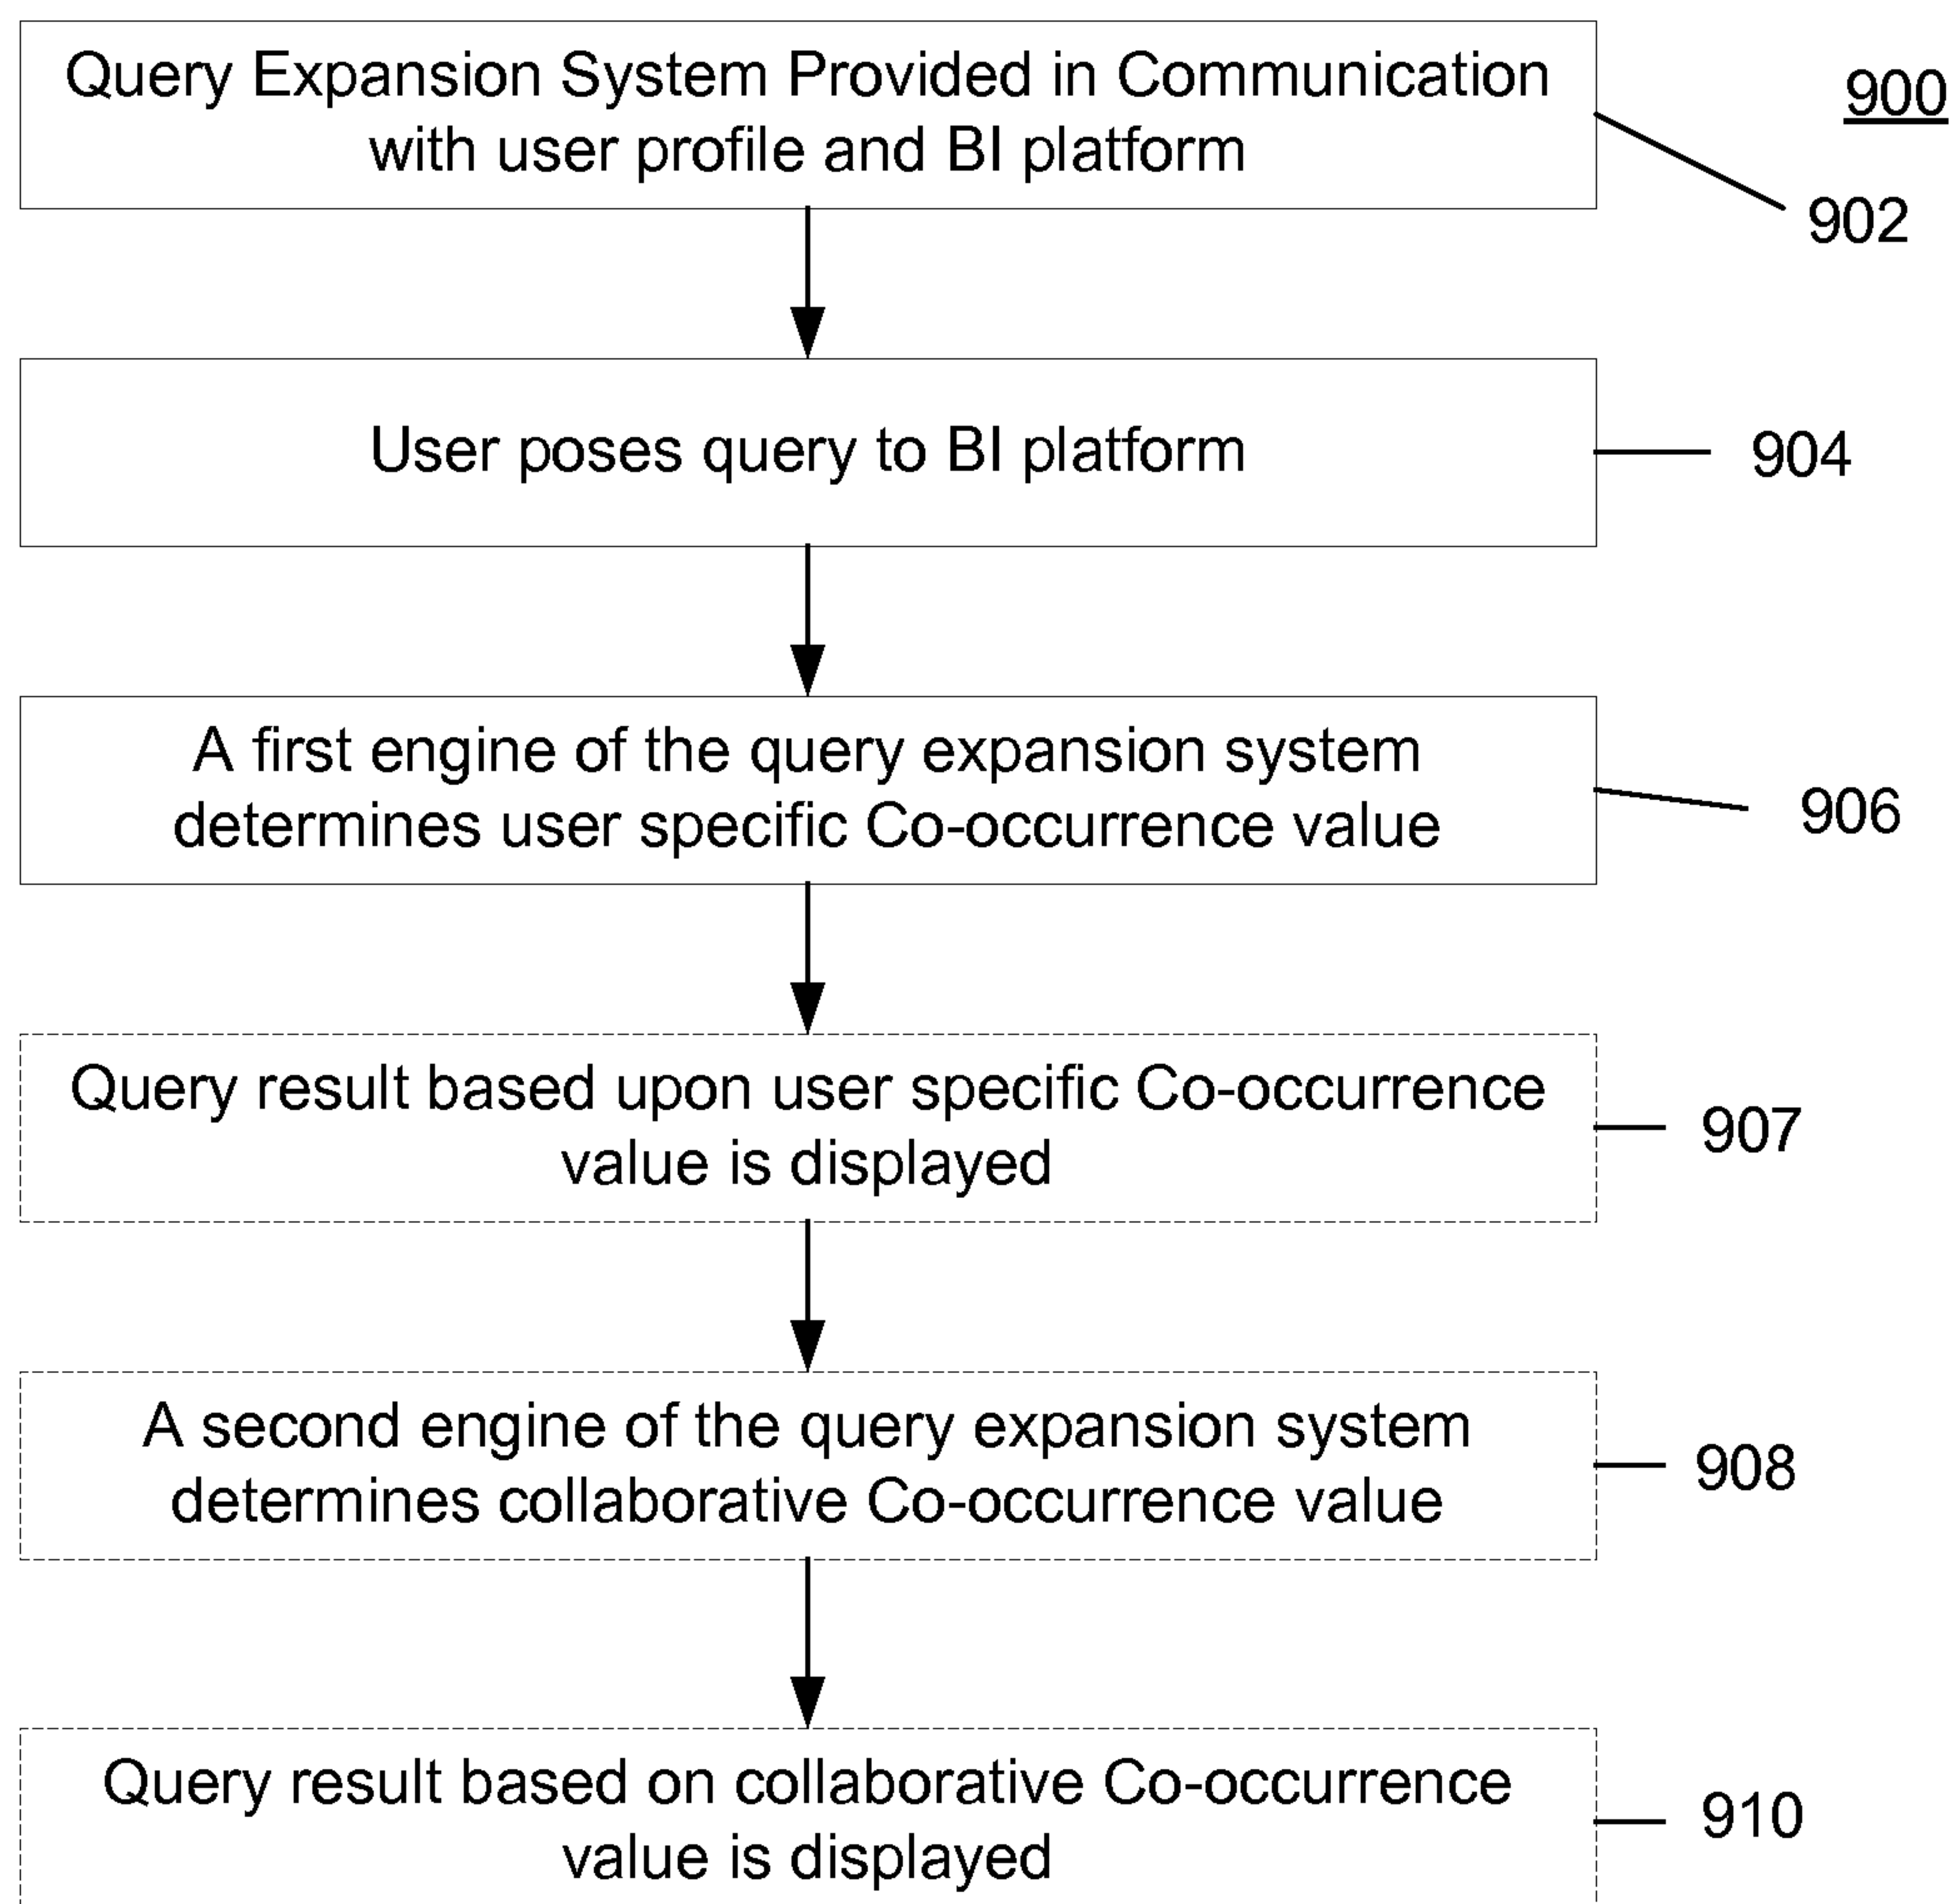 Query Expansion System Provided in Communication
with user profile and BI platform
900
902
User poses query to BI platform
904
A first engine of the query expansion system
determines user specific Co-occurrence value
906
Query result based upon user specific Co-occurrence
value is displayed
907
A second engine of the query expansion system
determines collaborative Co-occurrence value
908
Query result based on collaborative Co-occurrence
value is displayed
910